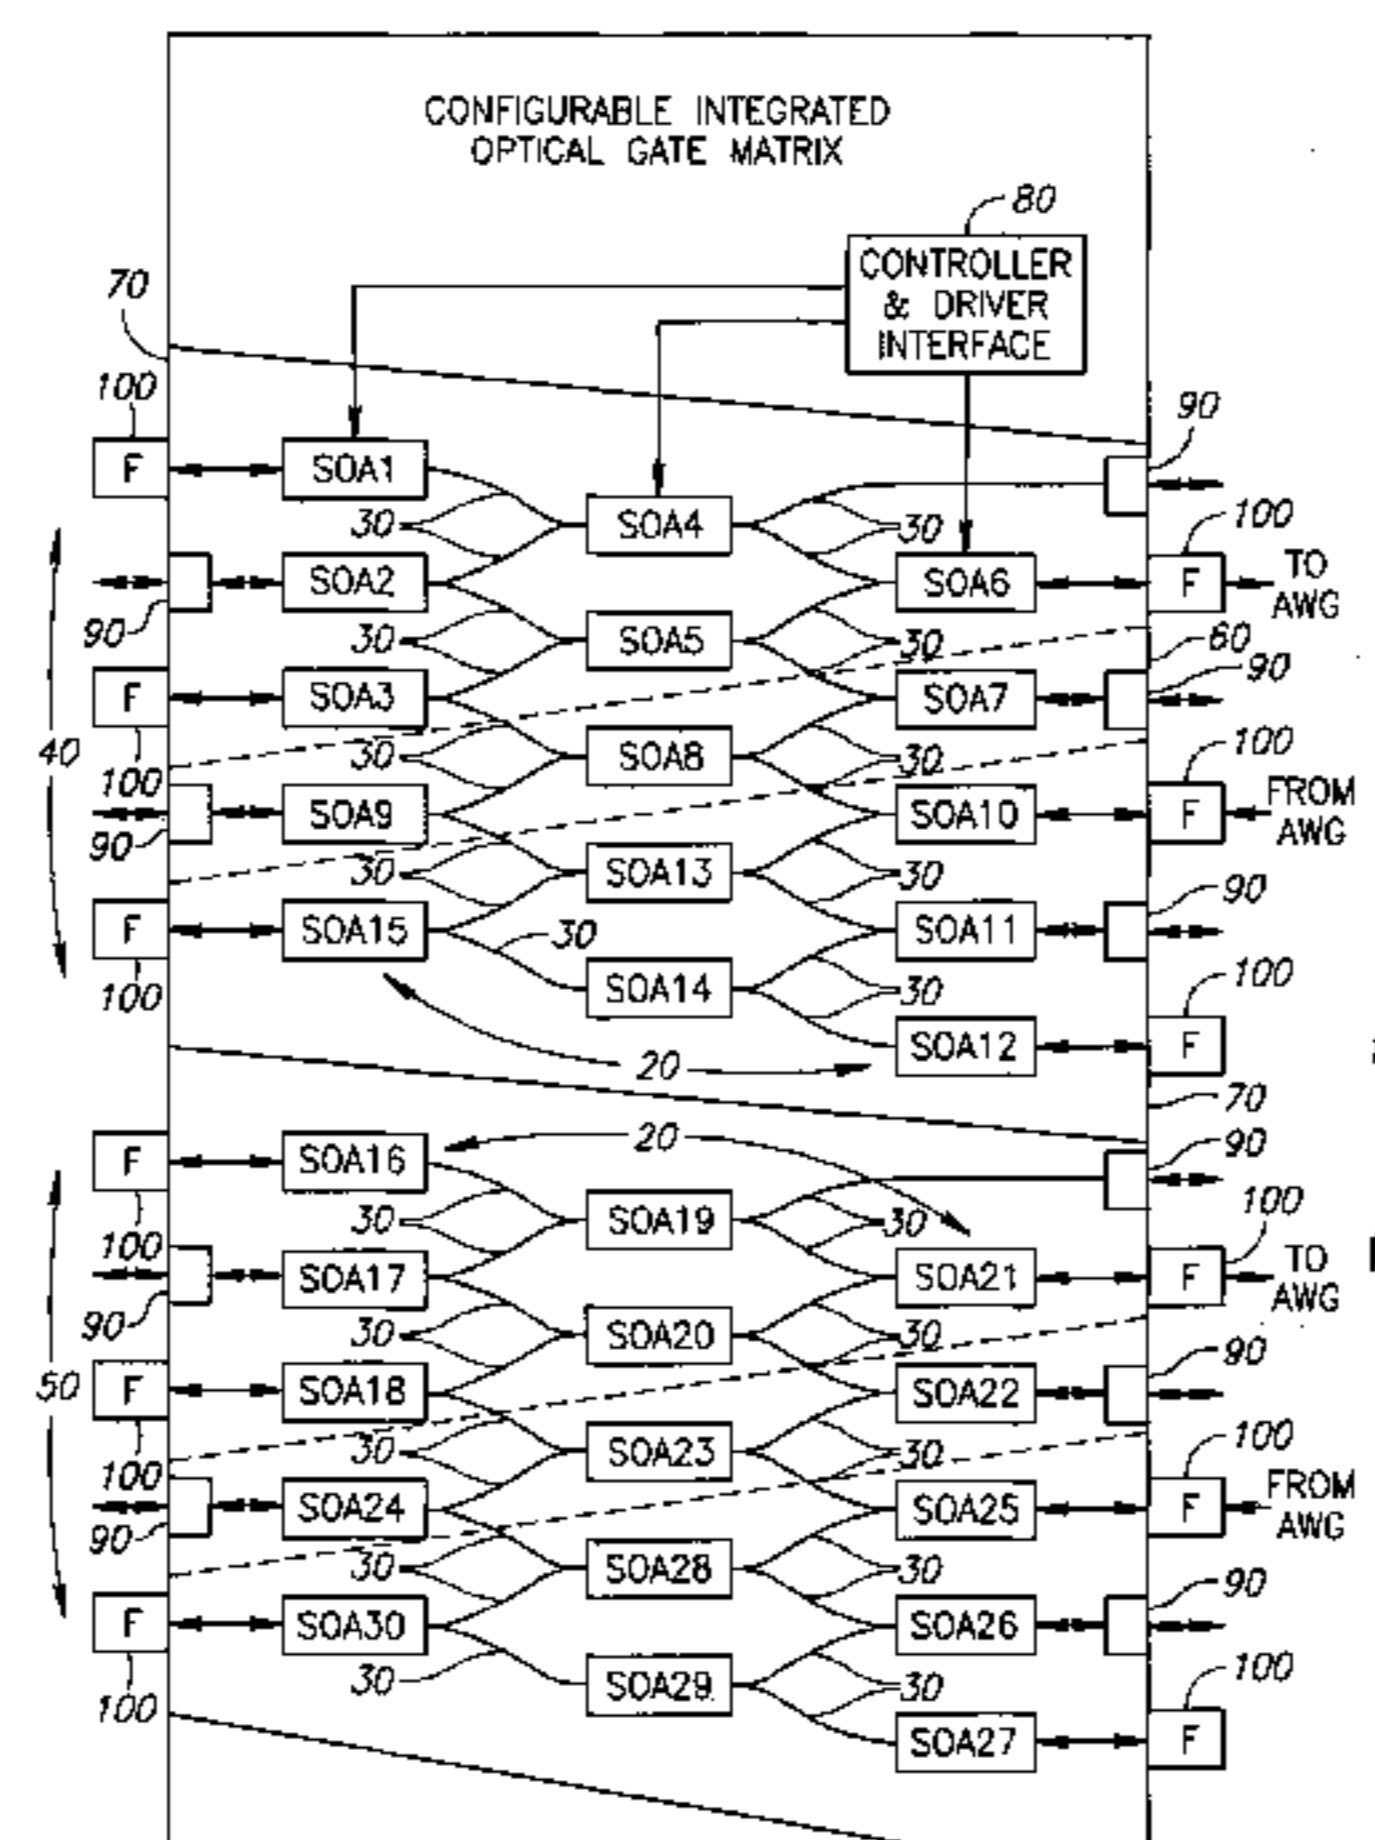 CONFIGURABLE INTEGRATED
OPTICAL GATE MATRIX
80
CONTROLLER
& DRIVER
INTERFACE
70
100
90
F
SOA1
30
SOA4
30
100
F
TO
AWG
SOA2
SOA6
90
30
SOA5
30
60
90
F
SOA3
SOA7
40
100
30
SOA8
30
100
FROM
AWG
SOA9
SOA10
F
90
30
SOA13
30
90
F
SOA15
30
SOA11
100
SOA14
30
100
20
SOA12
F
70
20
90
F
SOA16
100
30
SOA19
30
100
TO
AWG
SOA17
SOA21
F
90
30
SOA20
30
90
50
F
SOA18
SOA22
100
30
SOA23
30
100
FROM
AWG
SOA24
SOA25
F
90
30
SOA28
30
90
F
SOA30
SOA26
100
30
SOA29
30
100
SOA27
F